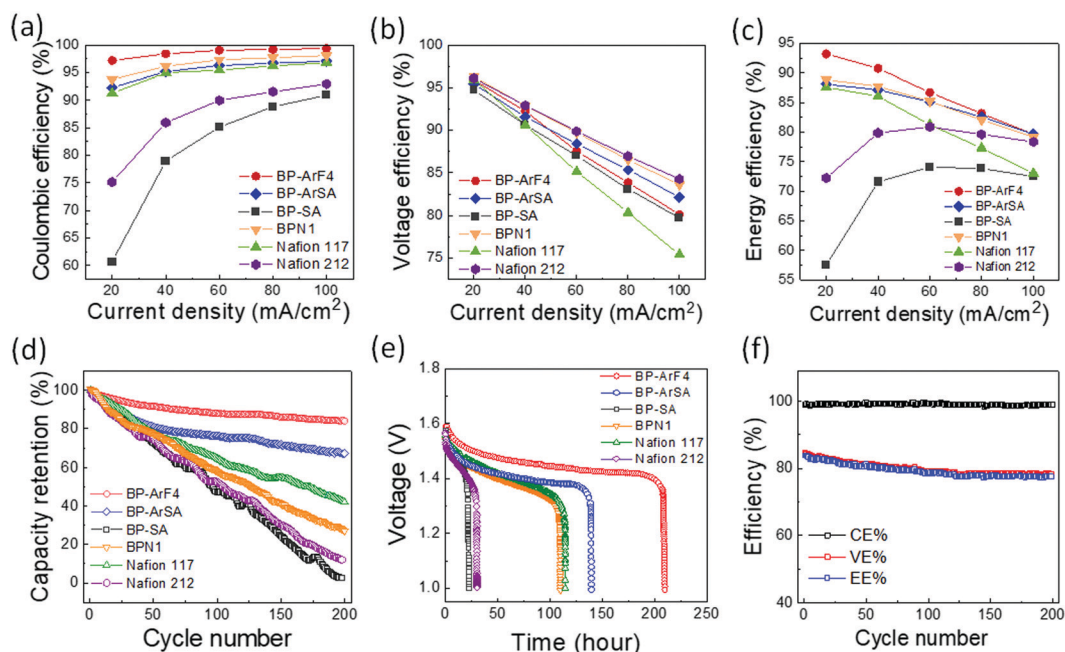 (a)
Coulombic efficiency (%)
100
95
90
85
80
75
70
65
60
BP-ArF4
BP-ArSA
BP-SA
BPN1
Nafion 117
Nafion 212
20 40 60 80 100
Current density (mA/cm²)
(b)
Voltage efficiency (%)
100
95
90
85
80
75
BP-ArF4
BP-ArSA
BP-SA
BPN1
Nafion 117
Nafion 212
20 40 60 80 100
Current density (mA/cm²)
(c)
Energy efficiency (%)
95
90
85
80
75
70
65
60
55
BP-ArF4
BP-ArSA
BP-SA
BPN1
Nafion 117
Nafion 212
20 40 60 80 100
Current density (mA/cm²)
(d)
Capacity retention (%)
100
80
60
40
20
0
BP-ArF4
BP-ArSA
BP-SA
BPN1
Nafion 117
Nafion 212
0 50 100 150 200
Cycle number
(e)
Voltage (V)
1.8
1.6
1.4
1.2
1.0
BP-ArF4
BP-ArSA
BP-SA
BPN1
Nafion 117
Nafion 212
0 50 100 150 200 250
Time (hour)
(f)
Efficiency (%)
100
80
60
40
CE%
VE%
EE%
0 50 100 150 200
Cycle number